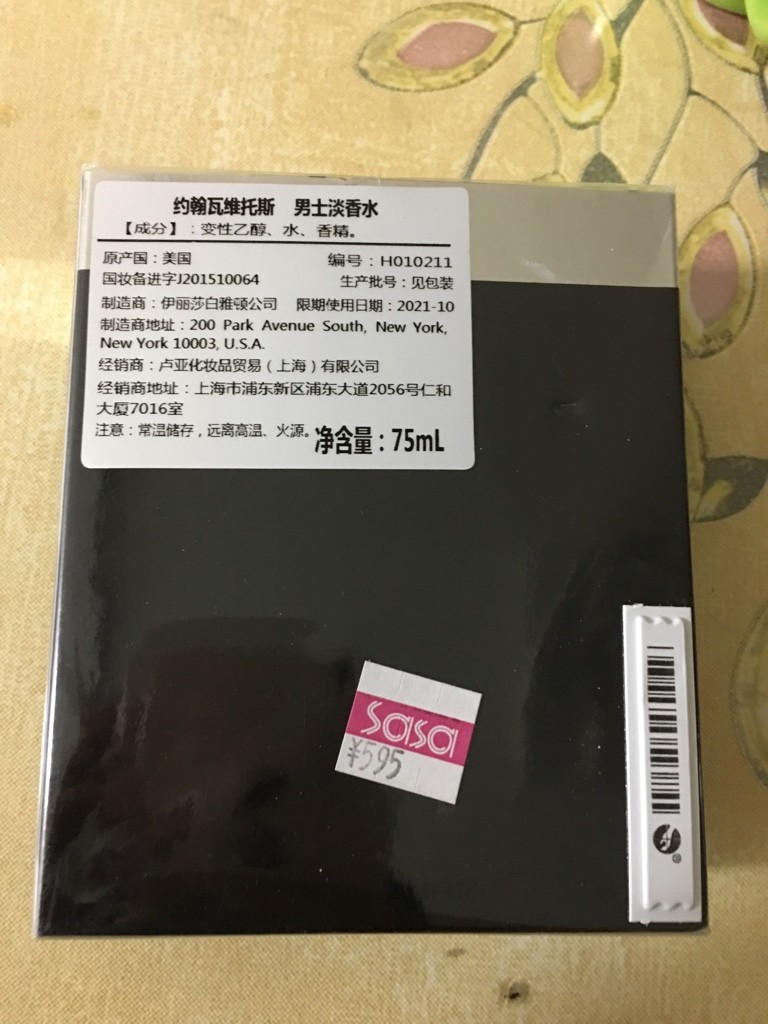 约翰瓦维托斯 男士淡香水
【成分】：变性乙醇、水、香精。
原产国：美国 编号：H010211
国妆备进字J201510064 生产批号：见包装
制造商：伊丽莎白雅顿公司 限期使用日期：2021-10
制造商地址：200 Park Avenue South, New York,
New York 10003, U.S.A.
经销商：卢亚化妆品贸易（上海）有限公司
经销商地址：上海市浦东新区浦东大道2056号仁和
大厦7016室
注意：常温储存，远离高温、火源。净含量：75mL
sasa
¥595